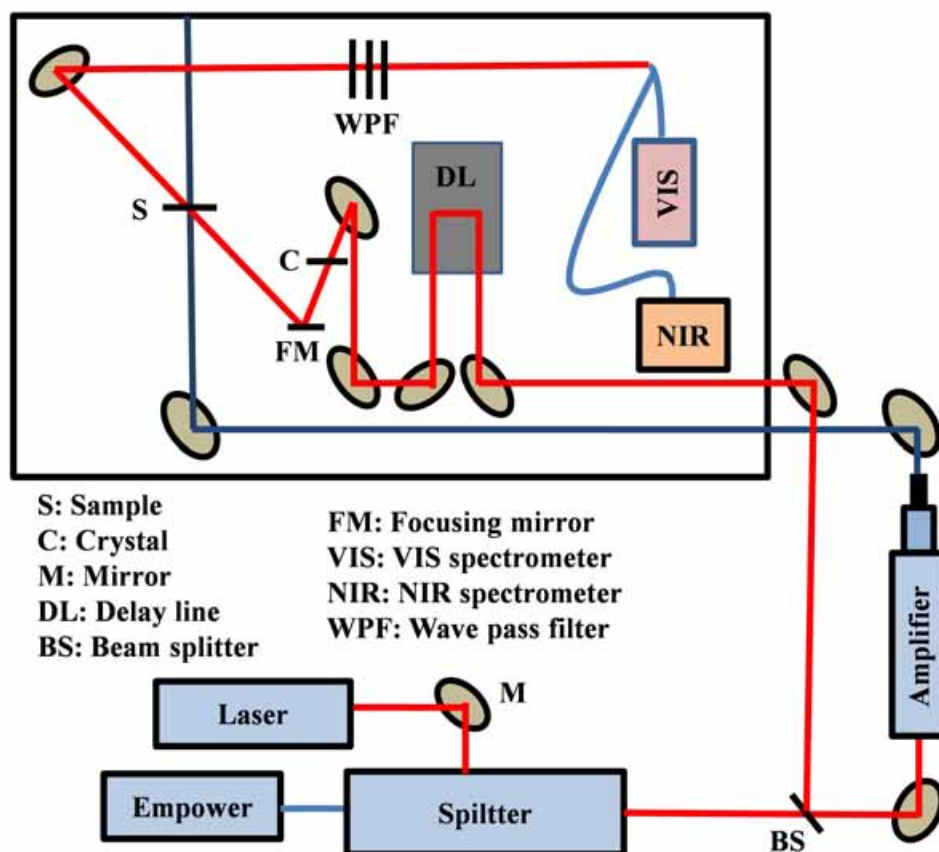 WPF
DL
VIS
S
C
FM
NIR
S: Sample
C: Crystal
M: Mirror
DL: Delay line
BS: Beam splitter
FM: Focusing mirror
VIS: VIS spectrometer
NIR: NIR spectrometer
WPF: Wave pass filter
Amplifier
M
Laser
Empower
Spiltter
BS